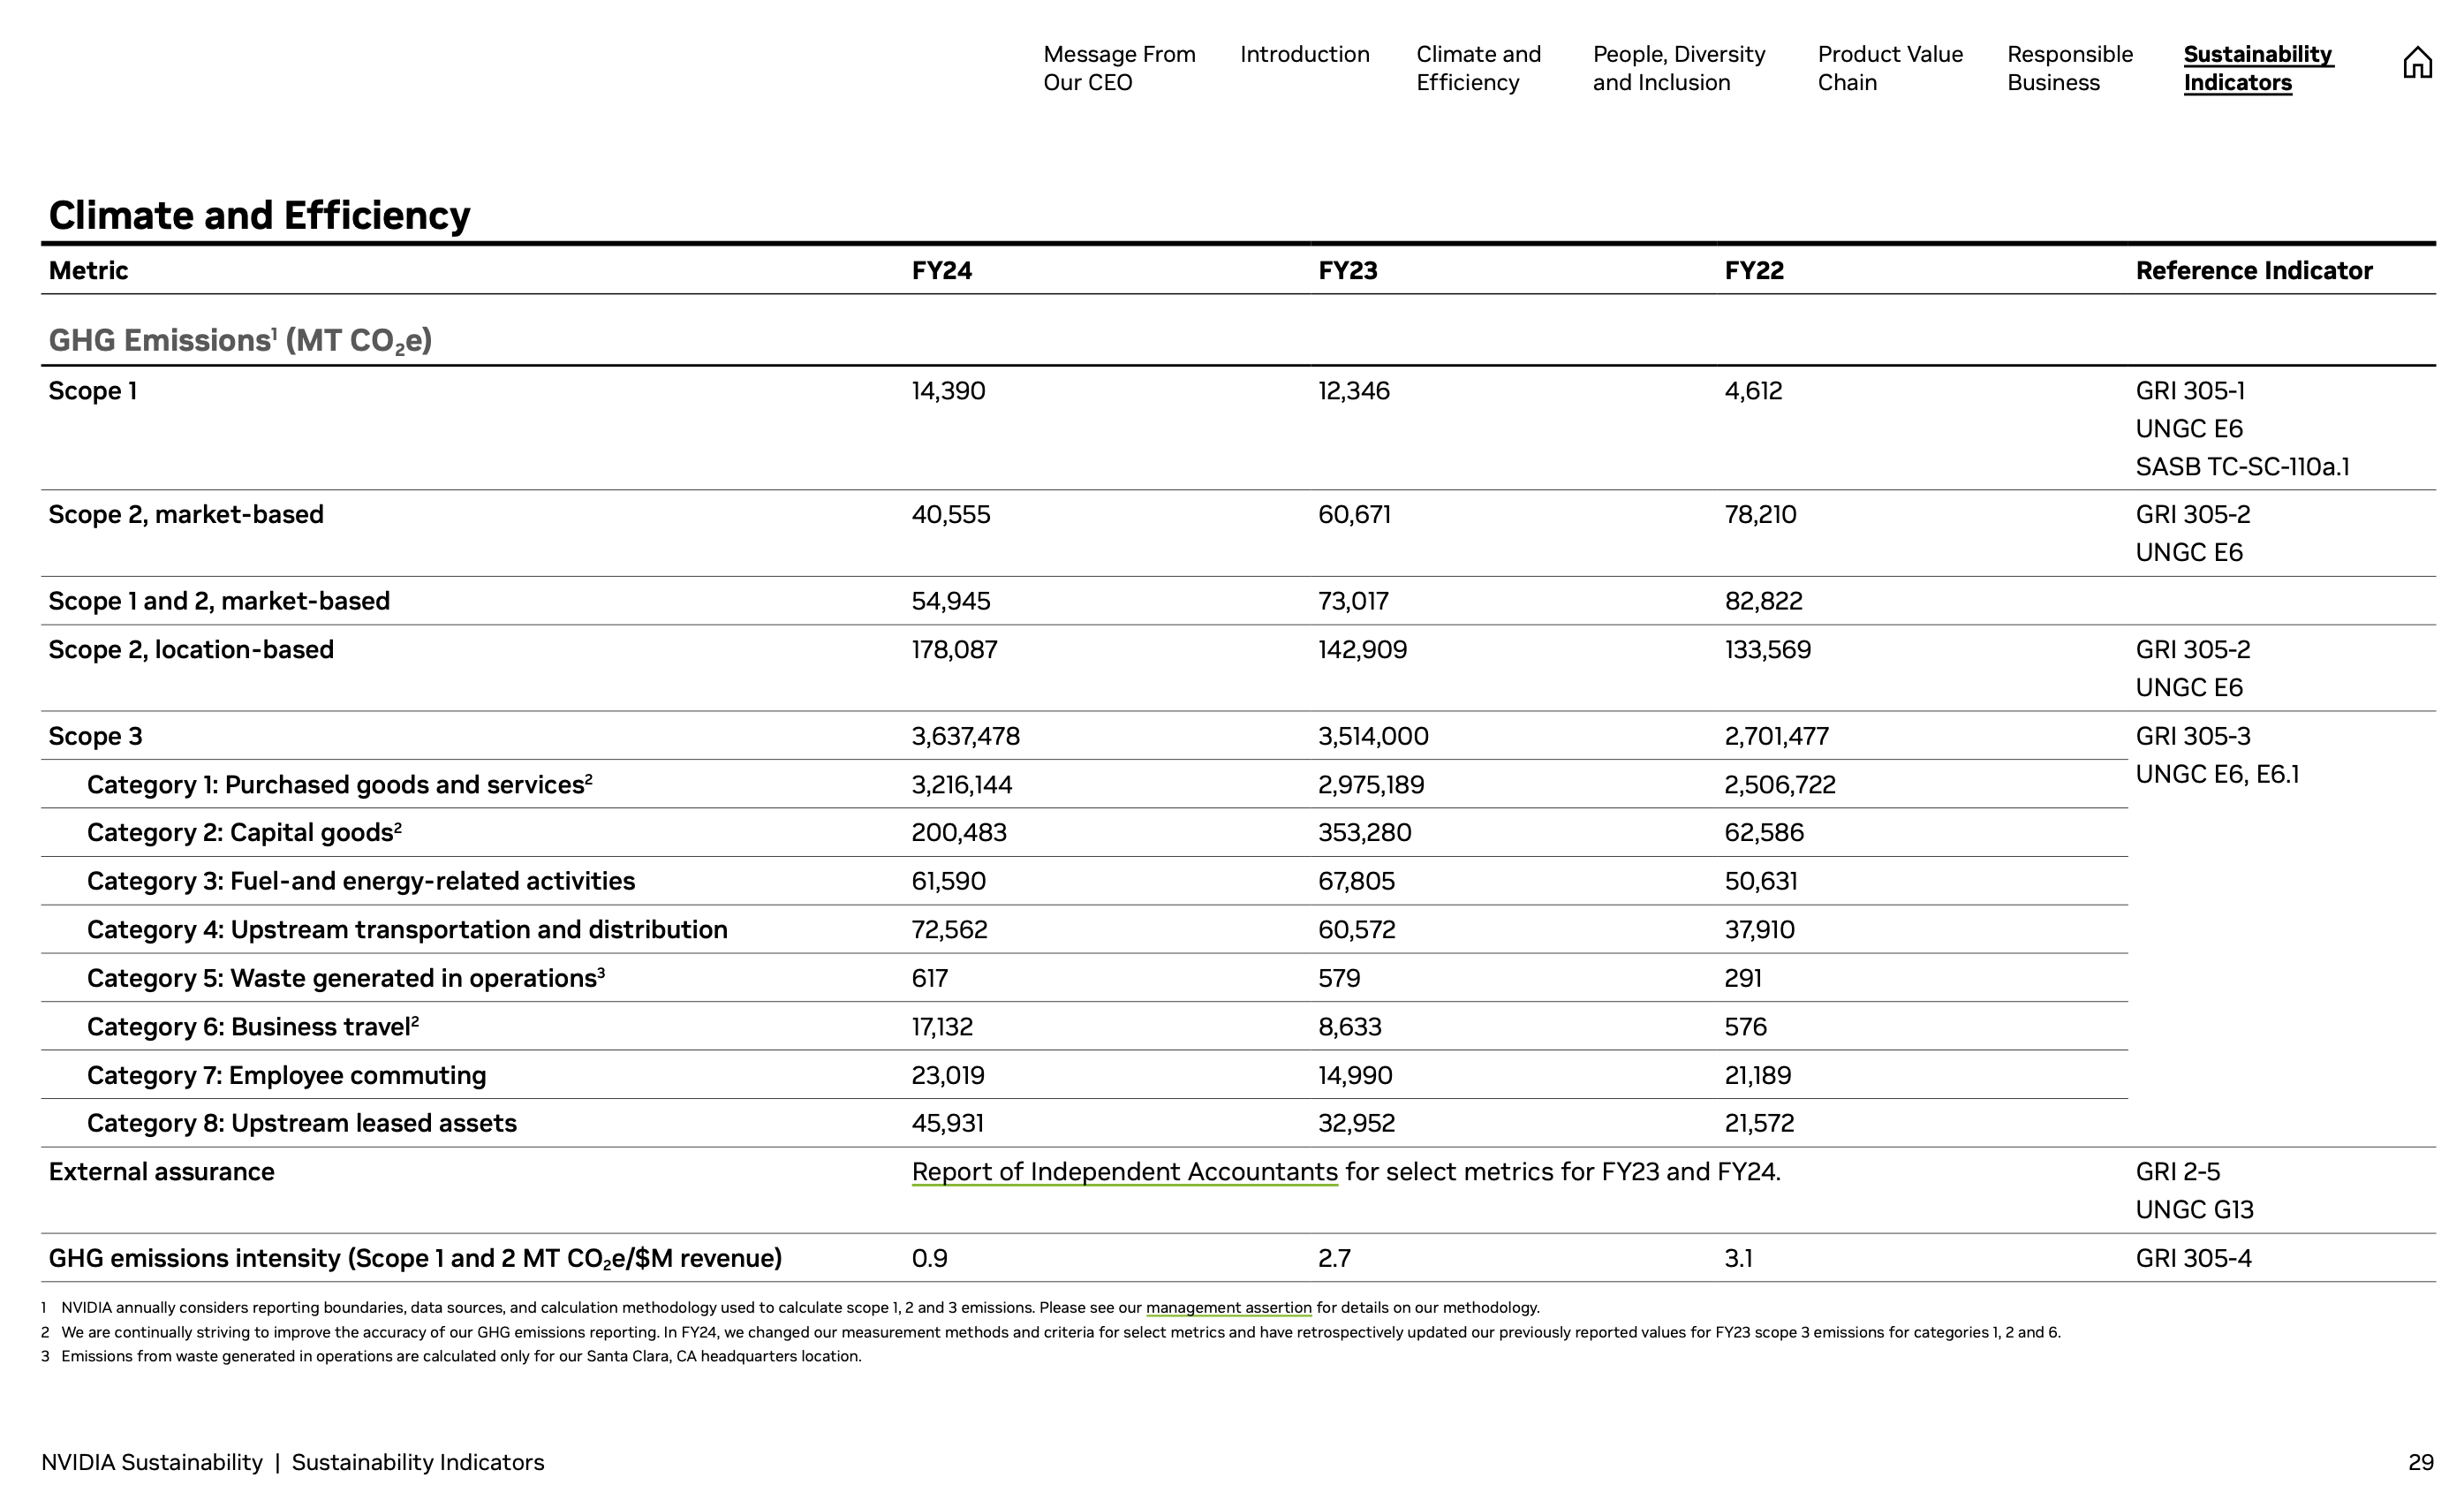 Message From Our CEO Introduction Climate and Efficiency People, Diversity and Inclusion Product Value Chain Responsible Business Sustainability Indicators
Climate and Efficiency
Metric FY24 FY23 FY22 Reference Indicator
GHG Emissions¹ (MT CO₂e)
Scope 1 14,390 12,346 4,612 GRI 305-1
UNGC E6
SASB TC-SC-110a.1
Scope 2, market-based 40,555 60,671 78,210 GRI 305-2
UNGC E6
Scope 1 and 2, market-based 54,945 73,017 82,822
Scope 2, location-based 178,087 142,909 133,569 GRI 305-2
UNGC E6
Scope 3 3,637,478 3,514,000 2,701,477 GRI 305-3
UNGC E6, E6.1
Category 1: Purchased goods and services² 3,216,144 2,975,189 2,506,722
Category 2: Capital goods² 200,483 353,280 62,586
Category 3: Fuel-and energy-related activities 61,590 67,805 50,631
Category 4: Upstream transportation and distribution 72,562 60,572 37,910
Category 5: Waste generated in operations³ 617 579 291
Category 6: Business travel² 17,132 8,633 576
Category 7: Employee commuting 23,019 14,990 21,189
Category 8: Upstream leased assets 45,931 32,952 21,572
External assurance Report of Independent Accountants for select metrics for FY23 and FY24. GRI 2-5
UNGC G13
GHG emissions intensity (Scope 1 and 2 MT CO₂e/$M revenue) 0.9 2.7 3.1 GRI 305-4
1 NVIDIA annually considers reporting boundaries, data sources, and calculation methodology used to calculate scope 1, 2 and 3 emissions. Please see our management assertion for details on our methodology.
2 We are continually striving to improve the accuracy of our GHG emissions reporting. In FY24, we changed our measurement methods and criteria for select metrics and have retrospectively updated our previously reported values for FY23 scope 3 emissions for categories 1, 2 and 6.
3 Emissions from waste generated in operations are calculated only for our Santa Clara, CA headquarters location.
NVIDIA Sustainability | Sustainability Indicators 29